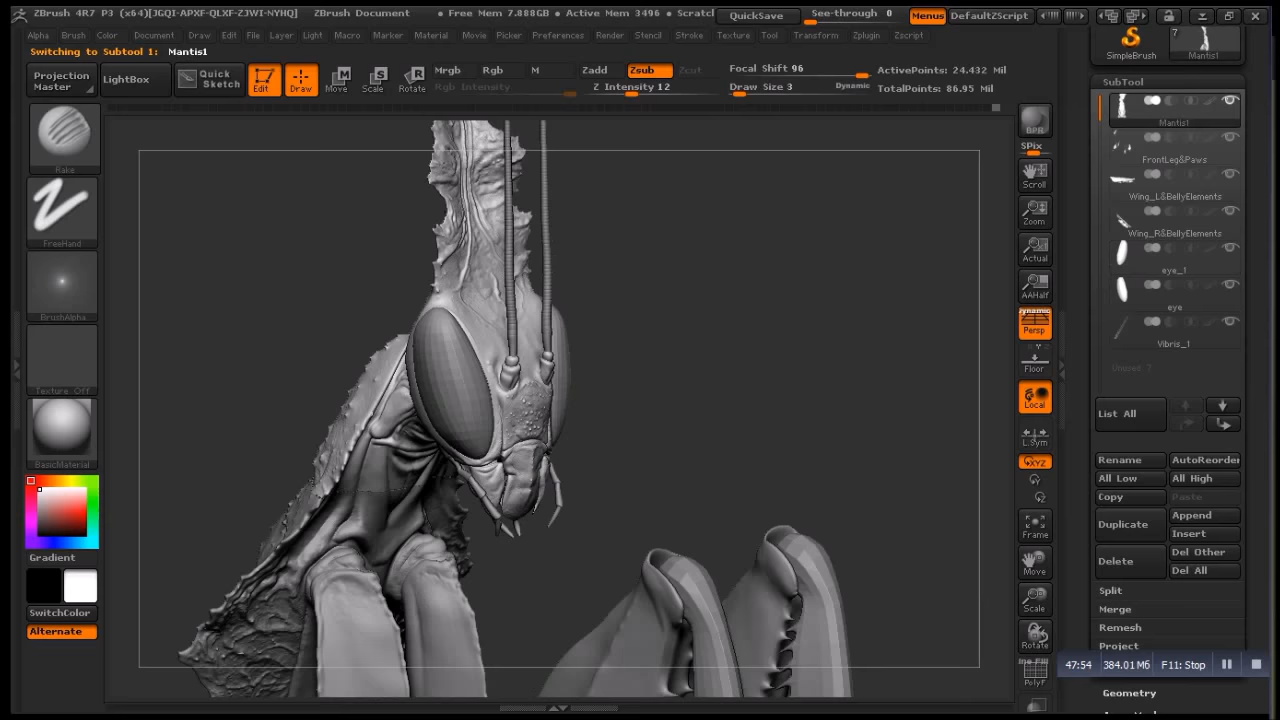 ZBrush 4R7 P3 (x64)[JGQI-APXF-QLXF-ZJWI-NYHQ] ZBrush Document • Free Mem 7.888GB • Active Mem 3496 • Scratch QuickSave See-through 0 Menus DefaultZScript
Alpha Brush Color Document Draw Edit File Layer Light Macro Marker Material Movie Picker Preferences Render Stencil Stroke Texture Tool Transform Zplugin Zscript
Switching to Subtool 1: Mantis1
Projection Master
LightBox
Quick Sketch
Edit
Draw
Move
Scale
Rotate
Mrgb Rgb M
Rgb Intensity
Zadd Zsub Zcut
Z Intensity 12
Focal Shift 96
Draw Size 3 Dynamic
ActivePoints: 24.432 Mil
TotalPoints: 86.95 Mil
SimpleBrush
7
Mantis1
Rake
FreeHand
BrushAlpha
Texture Off
BasicMaterial
Gradient
SwitchColor
Alternate
BPR
SPix
Scroll
Zoom
Actual
AAHalf
Dynamic
Persp
Floor
Local
L.Sym
XYZ
Frame
Move
Scale
Rotate
PolyF
SubTool
Mantis1
FrontLeg&Paws
Wing_L&BellyElements
Wing_R&BellyElements
eye_1
eye
Vibris_1
Unused 7
List All
Rename AutoReorder
All Low All High
Copy Paste
Duplicate Append
Insert
Delete Del Other
Del All
Split
Merge
Remesh
Project
47:54 384.01Мб F11: Stop
Geometry